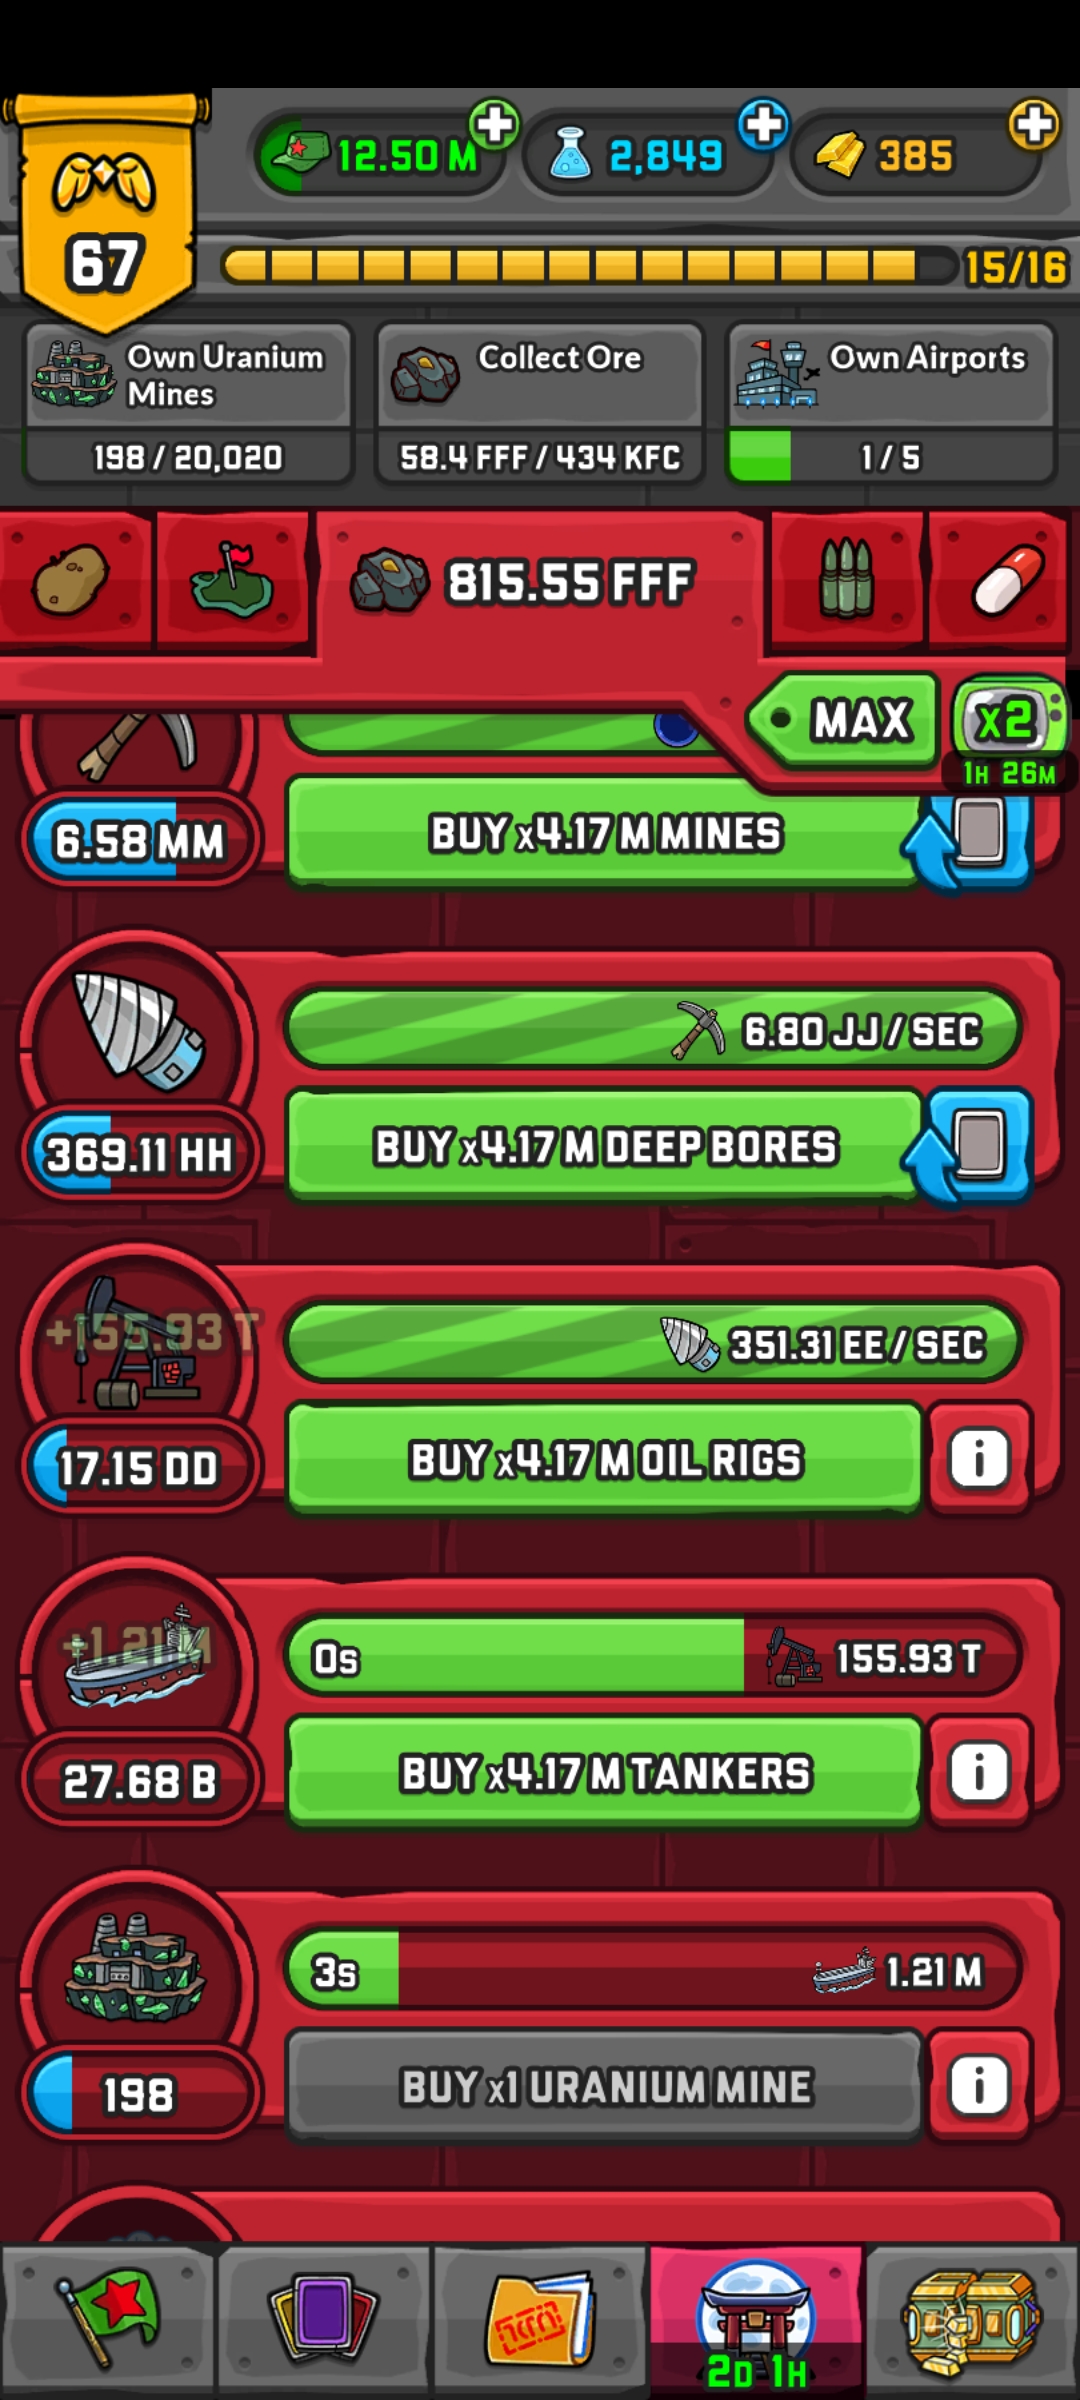 12.50 M
2,849
385
67
15/16
Own Uranium
Mines
198 / 20,020
Collect Ore
58.4 FFF / 434 KFC
Own Airports
1 / 5
815.55 FFF
MAX
x2
1H 26M
6.58 MM
BUY x4.17 M MINES
6.80 JJ / SEC
369.11 HH
BUY x4.17 M DEEP BORES
+155.93 T
351.31 EE / SEC
17.15 DD
BUY x4.17 M OIL RIGS
+1.21 M
0s
155.93 T
27.68 B
BUY x4.17 M TANKERS
3s
1.21 M
198
BUY x1 URANIUM MINE
2D 1H